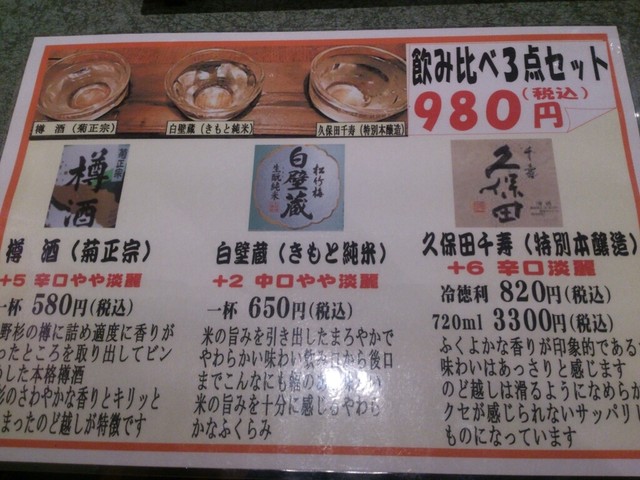 飲み比べ3点セット
980円(税込)
樽 酒(菊正宗)
白壁蔵(きもと純米)
久保田千寿(特別本醸造)
菊正宗
樽酒
松竹梅
白壁蔵
生酛純米
千寿
久保田
樽 酒(菊正宗)
+5 辛口やや淡麗
一杯 580円(税込)
野杉の樽に詰め適度に香りが
ったところを取り出してビン
した本格樽酒
杉のさわやかな香りとキリッと
まったのど越しが特徴です
白壁蔵(きもと純米)
+2 中口やや淡麗
一杯 650円(税込)
米の旨みを引き出したまろやかで
やわらかい味わい飲み口から後口
までこんなにも幅の
米の旨みを十分に感じるやわら
かなふくらみ
久保田千寿(特別本醸造)
+6 辛口淡麗
冷徳利 820円(税込)
720ml 3300円(税込)
ふくよかな香りが印象的である
味わいはあっさりと感じます
のど越しは滑るようになめらか
クセが感じられないサッパリ
ものになっています